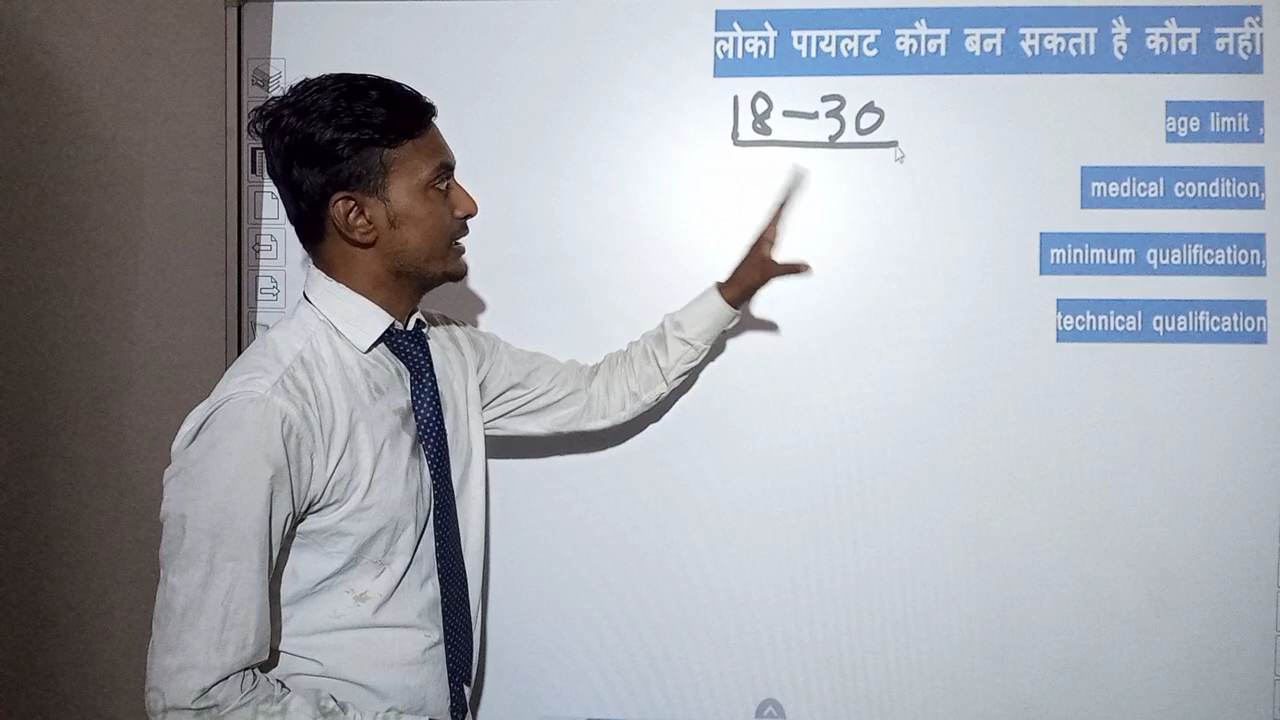 लोको पायलट कौन बन सकता है कौन नहीं
18-30
age limit ,
medical condition,
minimum qualification,
technical qualification